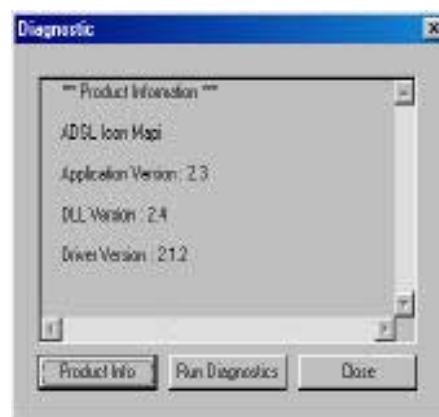 Diagnostic
*** Product Information ***
ADSL Icon Mapi
Application Version : 2.3
DLL Version : 2.4
Driver Version : 2.1.2
Product Info
Run Diagnostics
Close